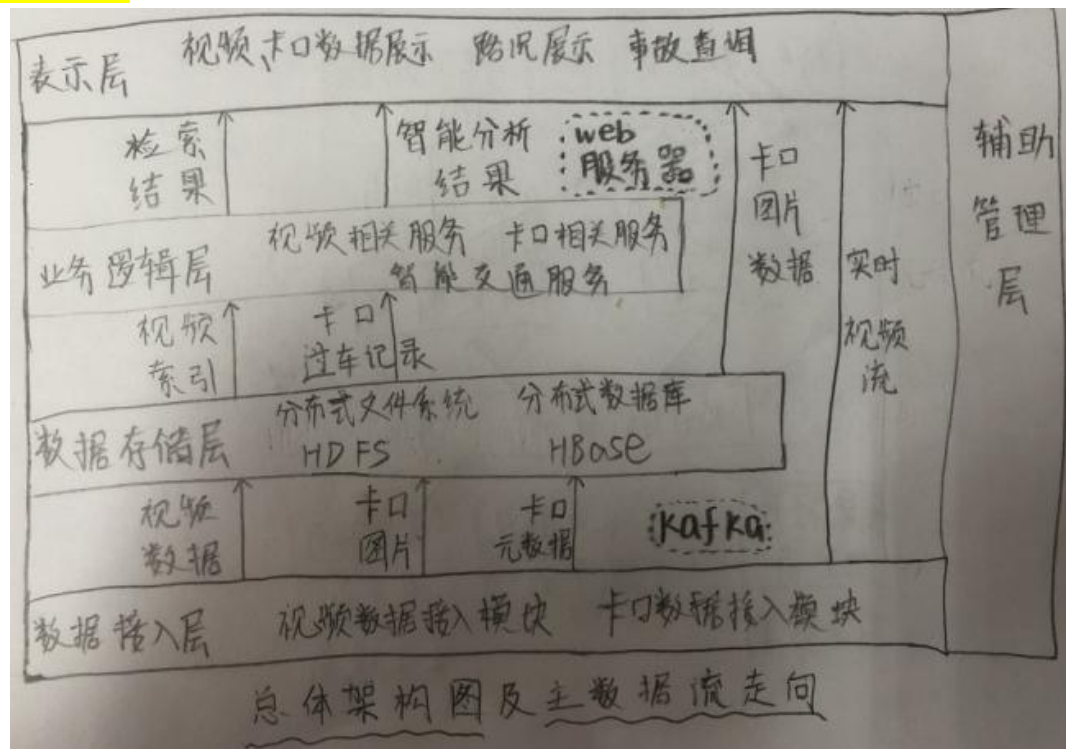 视频、卡口数据展示 路况展示 事故查询
表示层
检索
结果
智能分析
结果
web
服务器
卡口
图片
数据
辅助
管理
层
业务逻辑层
视频相关服务 卡口相关服务
智能交通服务
实时
视频
流
视频
索引
卡口
过车记录
数据存储层
分布式文件系统 分布式数据库
HDFS HBase
视频
数据
卡口
图片
卡口
元数据
Kafka
数据接入层 视频数据接入模块 卡口数据接入模块
总体架构图及主数据流走向